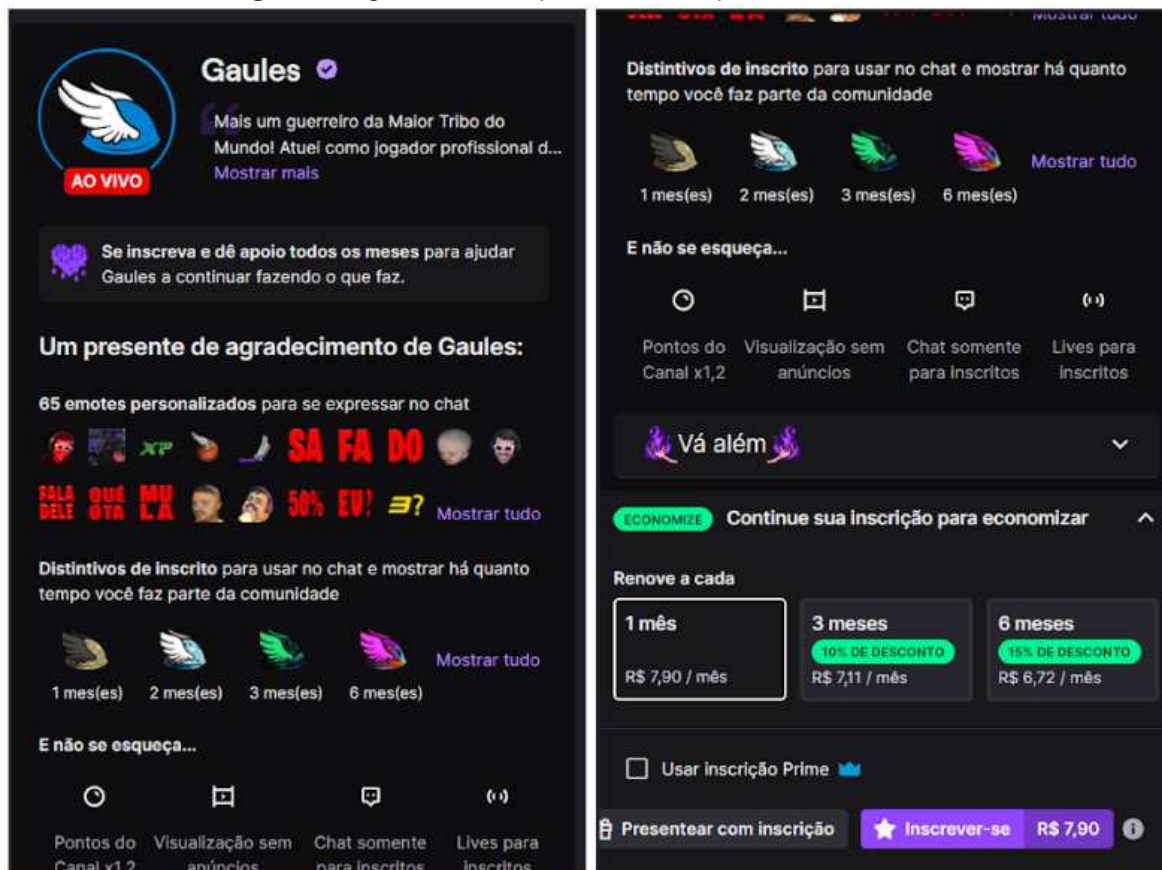 Gaules
Mais um guerreiro da Maior Tribo do
Mundo! Atuei como jogador profissional d...
Mostrar mais
AO VIVO
Se inscreva e dê apoio todos os meses para ajudar
Gaules a continuar fazendo o que faz.
Um presente de agradecimento de Gaules:
65 emotes personalizados para se expressar no chat
XP SA FA DO
FALA DELE QUÉ OTA MU LA 50% EV! 3? Mostrar tudo
Distintivos de inscrito para usar no chat e mostrar há quanto
tempo você faz parte da comunidade
Mostrar tudo
1 mes(es) 2 mes(es) 3 mes(es) 6 mes(es)
E não se esqueça...
Pontos do Visualização sem Chat somente Lives para
Canal x1,2 anúncios para inscritos inscritos
Mostrar tudo
Distintivos de inscrito para usar no chat e mostrar há quanto
tempo você faz parte da comunidade
Mostrar tudo
1 mes(es) 2 mes(es) 3 mes(es) 6 mes(es)
E não se esqueça...
Pontos do Visualização sem Chat somente Lives para
Canal x1,2 anúncios para inscritos inscritos
Vá além
ECONOMIZE Continue sua inscrição para economizar
Renove a cada
1 mês 3 meses 6 meses
10% DE DESCONTO 15% DE DESCONTO
R$ 7,90 / mês R$ 7,11 / mês R$ 6,72 / mês
Usar inscrição Prime
Presentear com inscrição Inscrever-se R$ 7,90